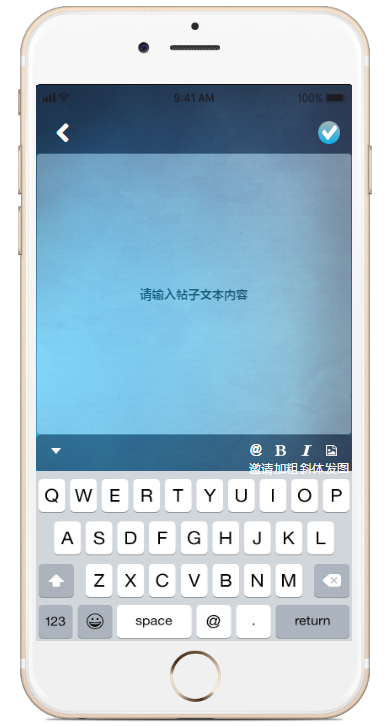 9:41 AM 100%
请输入帖子文本内容
@ B I
邀请加粗斜体发图
Q W E R T Y U I O P
A S D F G H J K L
Z X C V B N M
123 space @ . return